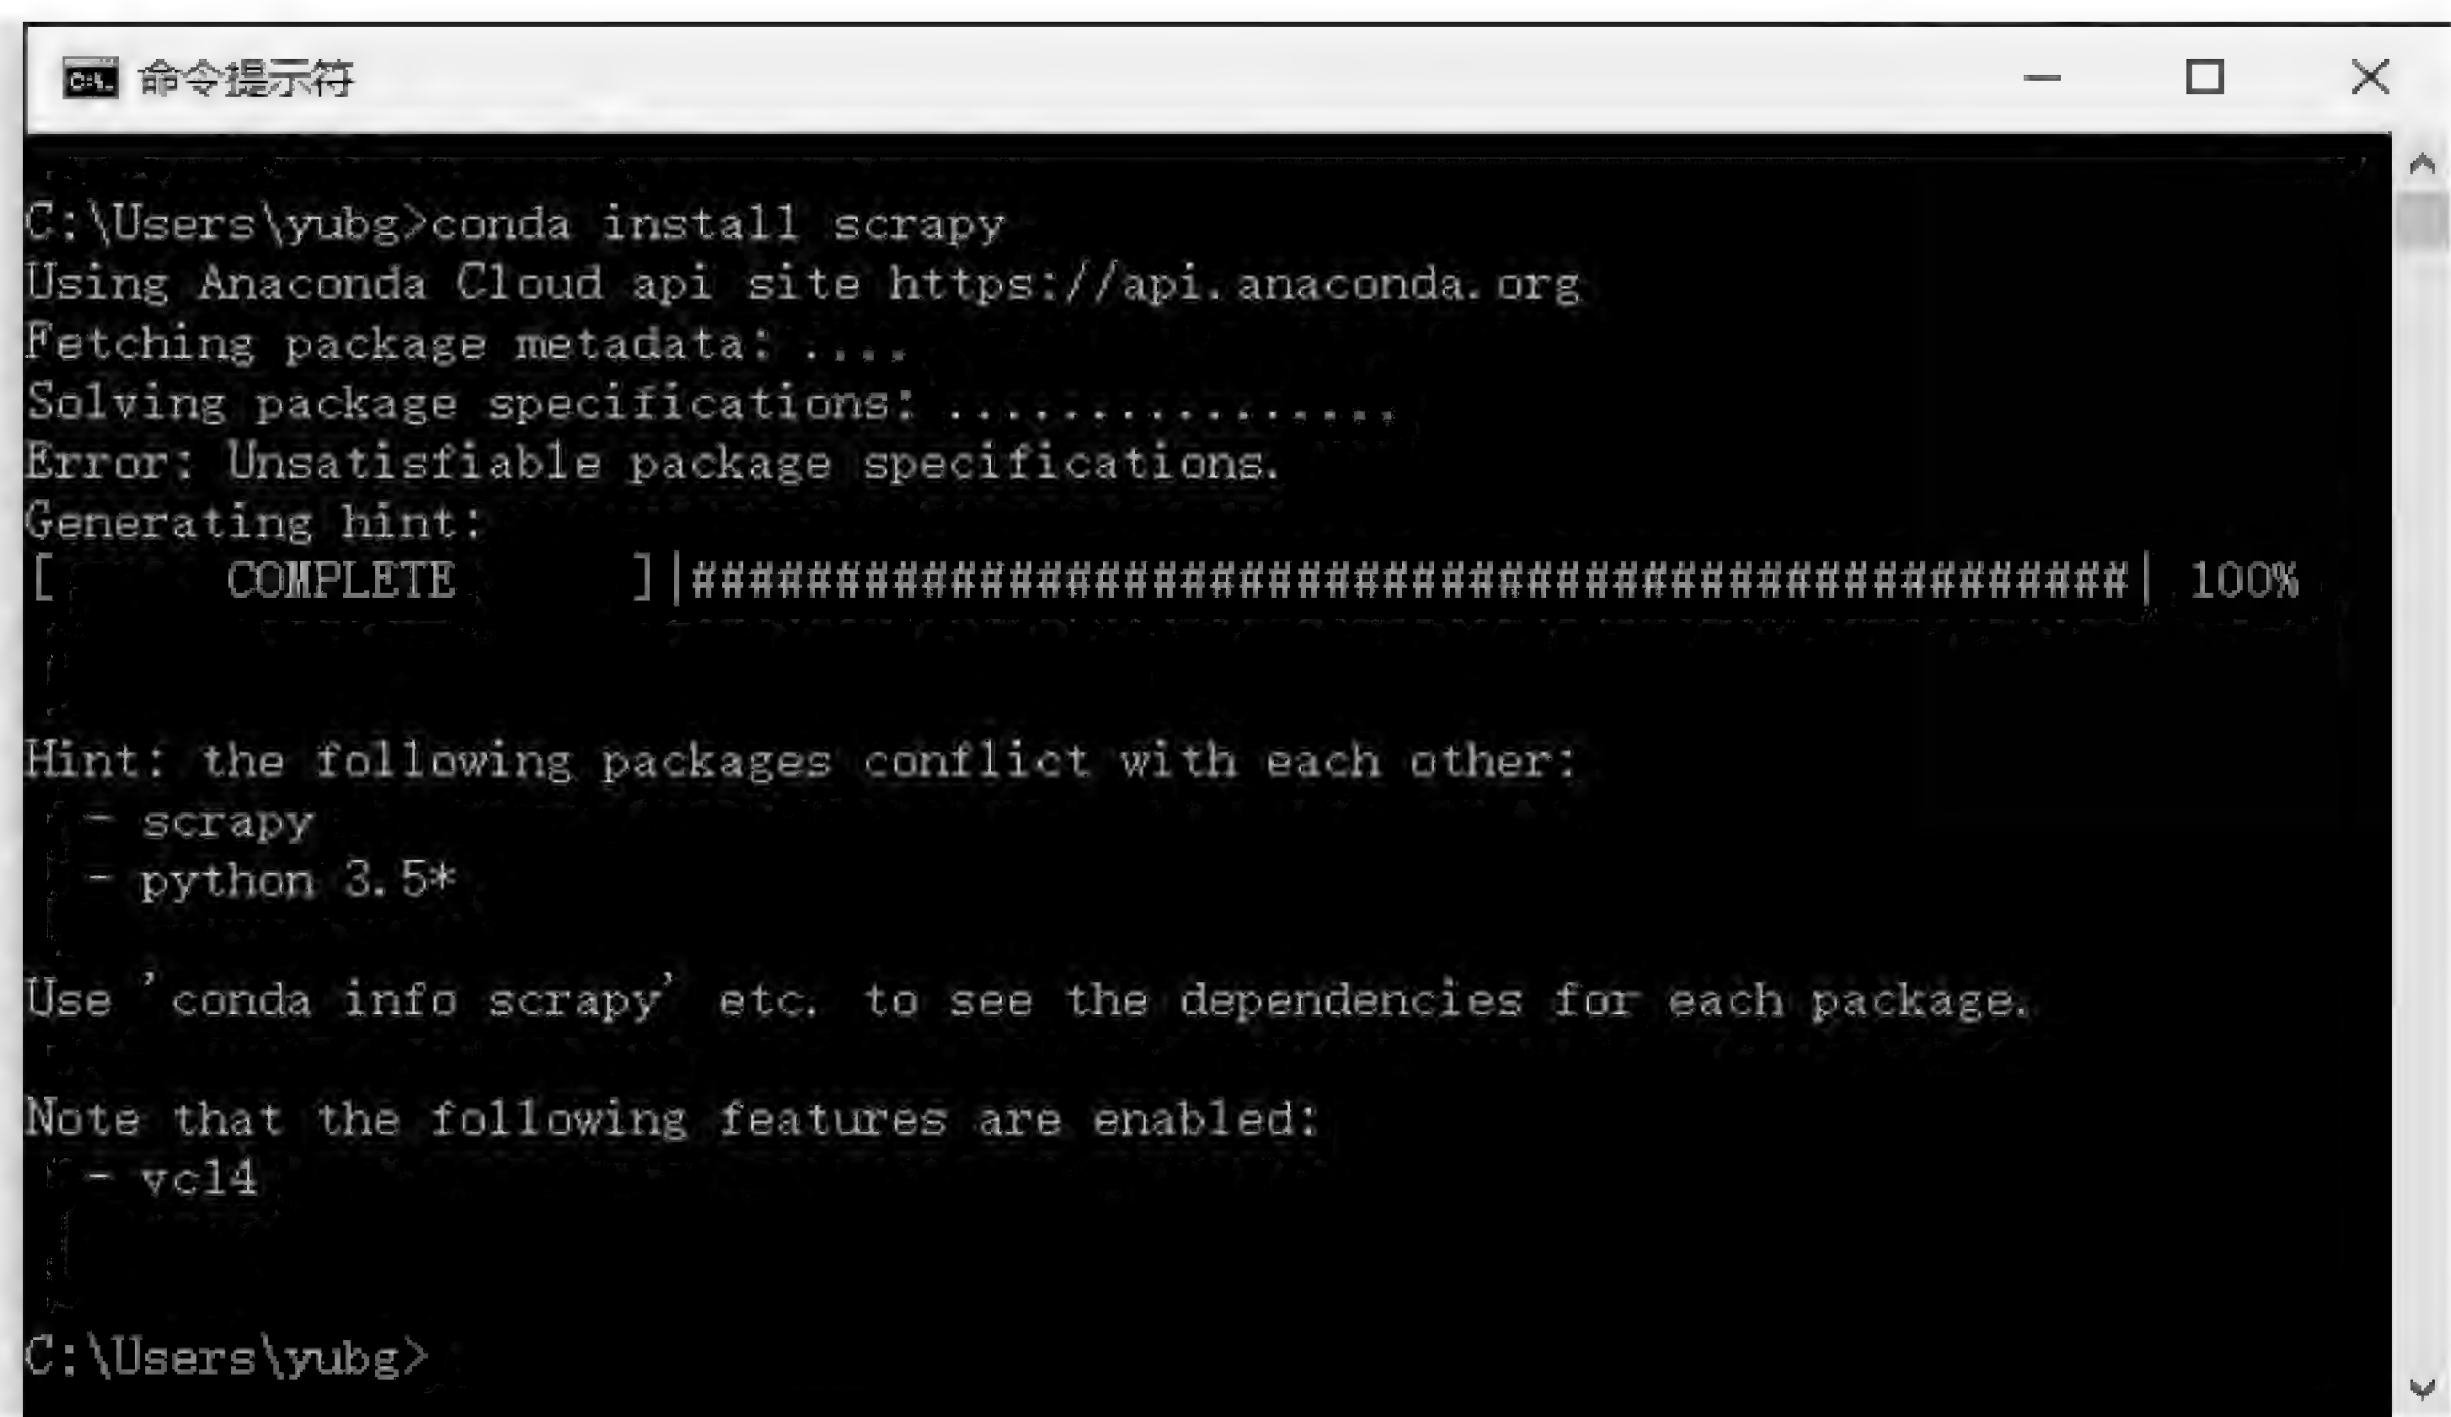 命令提示符
C:\Users\yubg>conda install scrapy
Using Anaconda Cloud api site https://api.anaconda.org
Fetching package metadata: ....
Solving package specifications: ................
Error: Unsatisfiable package specifications.
Generating hint:
[      COMPLETE      ]|##################################################| 100%
Hint: the following packages conflict with each other:
  - scrapy
  - python 3.5*
Use 'conda info scrapy' etc. to see the dependencies for each package.
Note that the following features are enabled:
  - vc14
C:\Users\yubg>